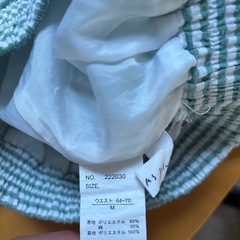 NO. 222030
SIZE.
ウエスト 64-70
M
表地 ポリエステル 65%
綿 35%
裏地 ポリエステル 100%